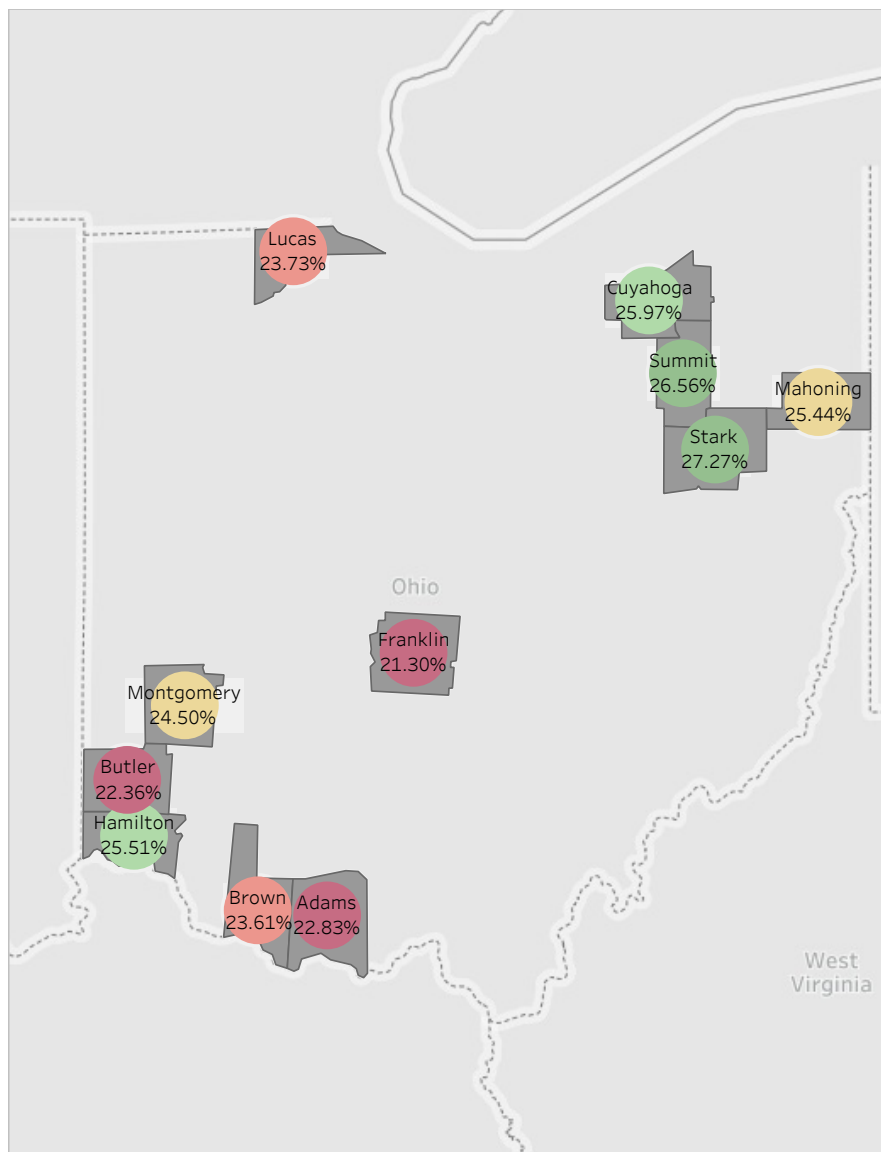 Lucas
23.73%
Cuyahoga
25.97%
Summit
26.56%
Mahoning
25.44%
Stark
27.27%
Ohio
Franklin
21.30%
Montgomery
24.50%
Butler
22.36%
Hamilton
25.51%
Brown
23.61%
Adams
22.83%
West
Virginia